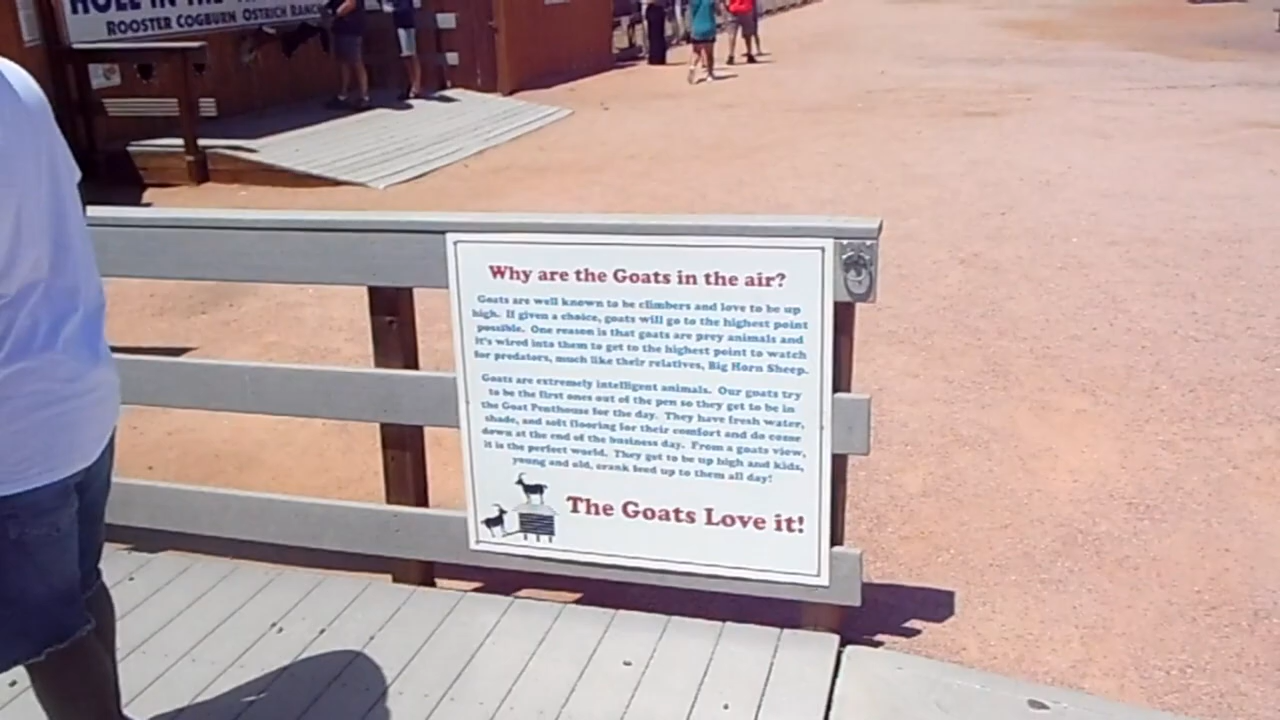 HOLE IN THE
ROOSTER COGBURN OSTRICH RANCH
Why are the Goats in the air?
Goats are well known to be climbers and love to be up
high. If given a choice, goats will go to the highest point
possible. One reason is that goats are prey animals and
it's wired into them to get to the highest point to watch
for predators, much like their relatives, Big Horn Sheep.
Goats are extremely intelligent animals. Our goats try
to be the first ones out of the pen so they get to be in
the Goat Penthouse for the day. They have fresh water,
shade, and soft flooring for their comfort and do come
down at the end of the business day. From a goats view,
it is the perfect world. They get to be up high and kids,
young and old, crank feed up to them all day!
The Goats Love it!